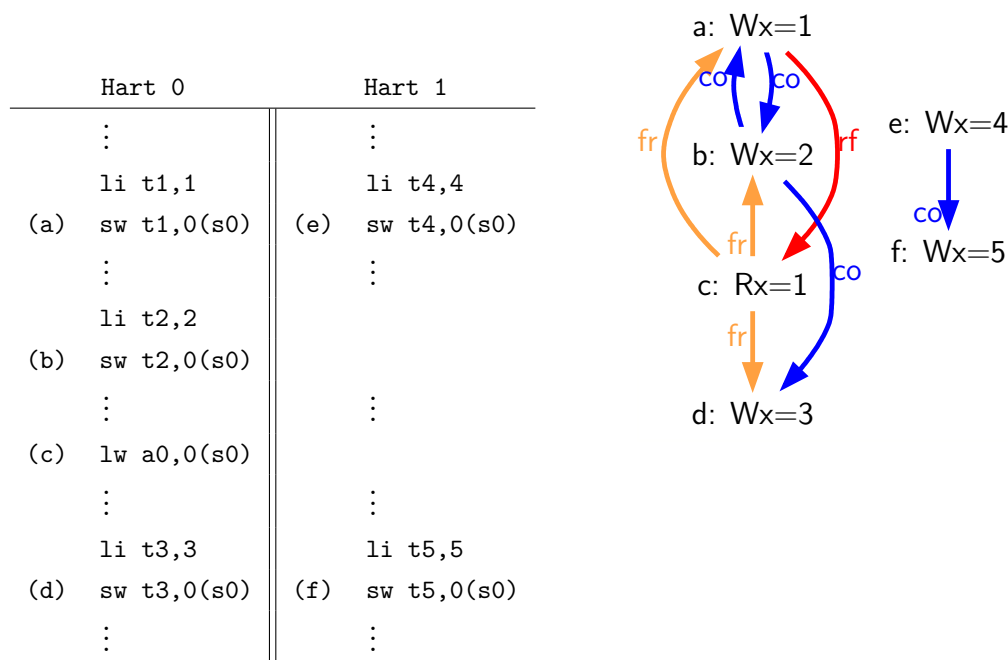 Hart 0 Hart 1
⋮ ⋮
li t1,1 li t4,4
(a) sw t1,0(s0) (e) sw t4,0(s0)
⋮ ⋮
li t2,2
(b) sw t2,0(s0)
⋮ ⋮
(c) lw a0,0(s0)
⋮ ⋮
li t3,3 li t5,5
(d) sw t3,0(s0) (f) sw t5,0(s0)
⋮ ⋮
a: Wx=1
co co
fr rf
b: Wx=2
fr
c: Rx=1
co
fr
d: Wx=3
e: Wx=4
co
f: Wx=5